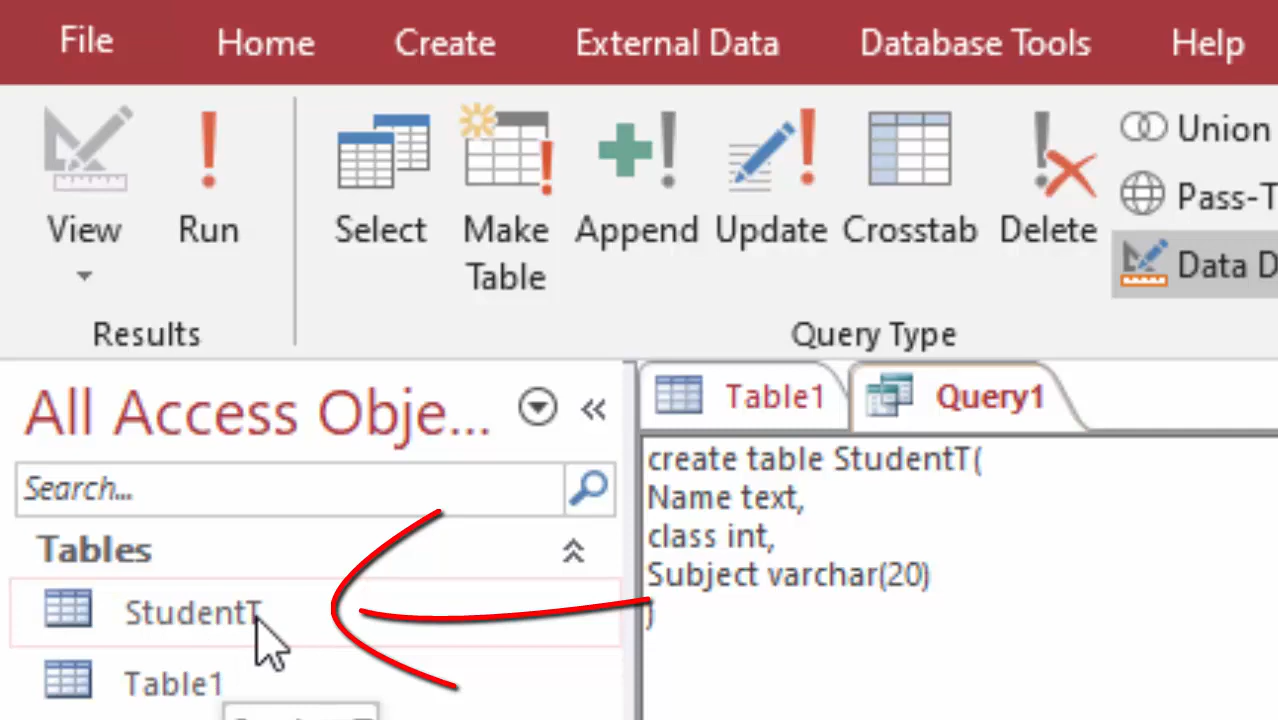 File Home Create External Data Database Tools Help
View Run Select Make Table Append Update Crosstab Delete
Union
Pass-T
Data D
Results Query Type
All Access Obje...
Search...
Tables
StudentT
Table1
Table1 Query1
create table StudentT(
Name text,
class int,
Subject varchar(20)
)